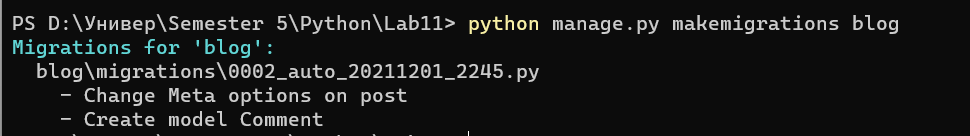 PS D:\Универ\Semester 5\Python\Lab11> python manage.py makemigrations blog
Migrations for 'blog':
  blog\migrations\0002_auto_20211201_2245.py
    - Change Meta options on post
    - Create model Comment